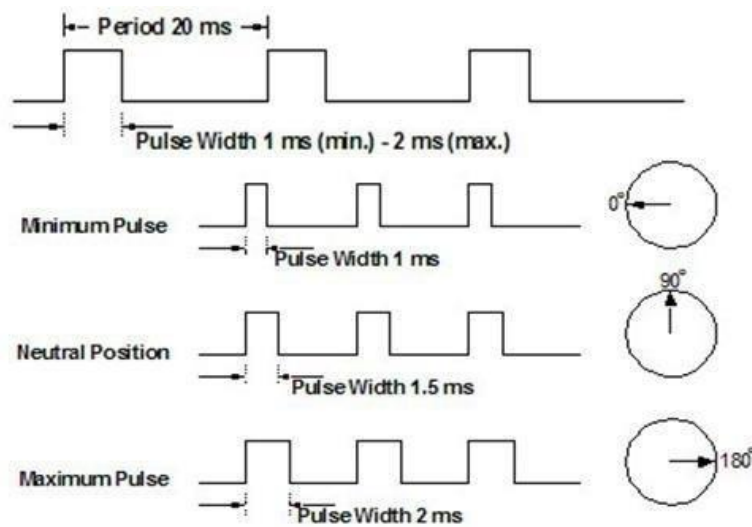 Period 20 ms
Pulse Width 1 ms (min.) - 2 ms (max.)
Minimum Pulse
0°
Pulse Width 1 ms
90°
Neutral Position
Pulse Width 1.5 ms
Maximum Pulse
180°
Pulse Width 2 ms